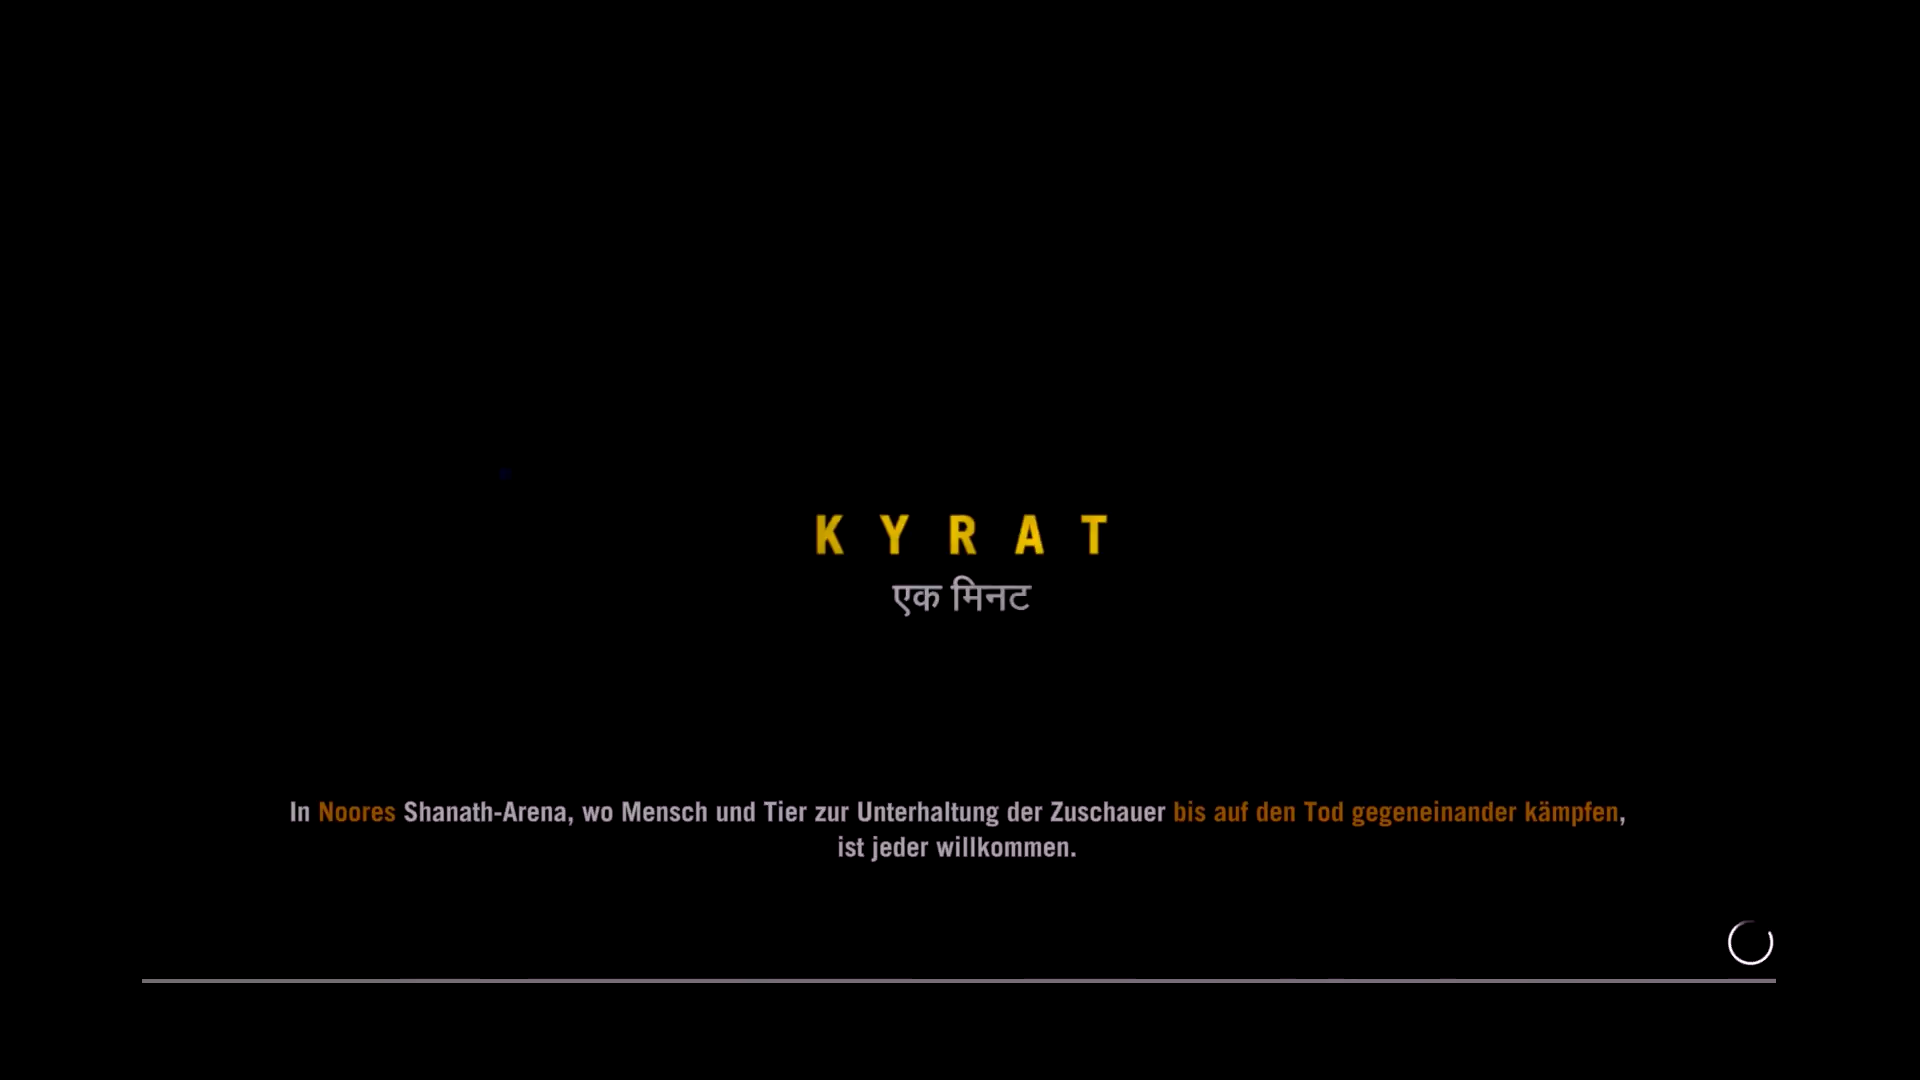 KYRAT
एक मिनट
In Noores Shanath-Arena, wo Mensch und Tier zur Unterhaltung der Zuschauer bis auf den Tod gegeneinander kämpfen,
ist jeder willkommen.